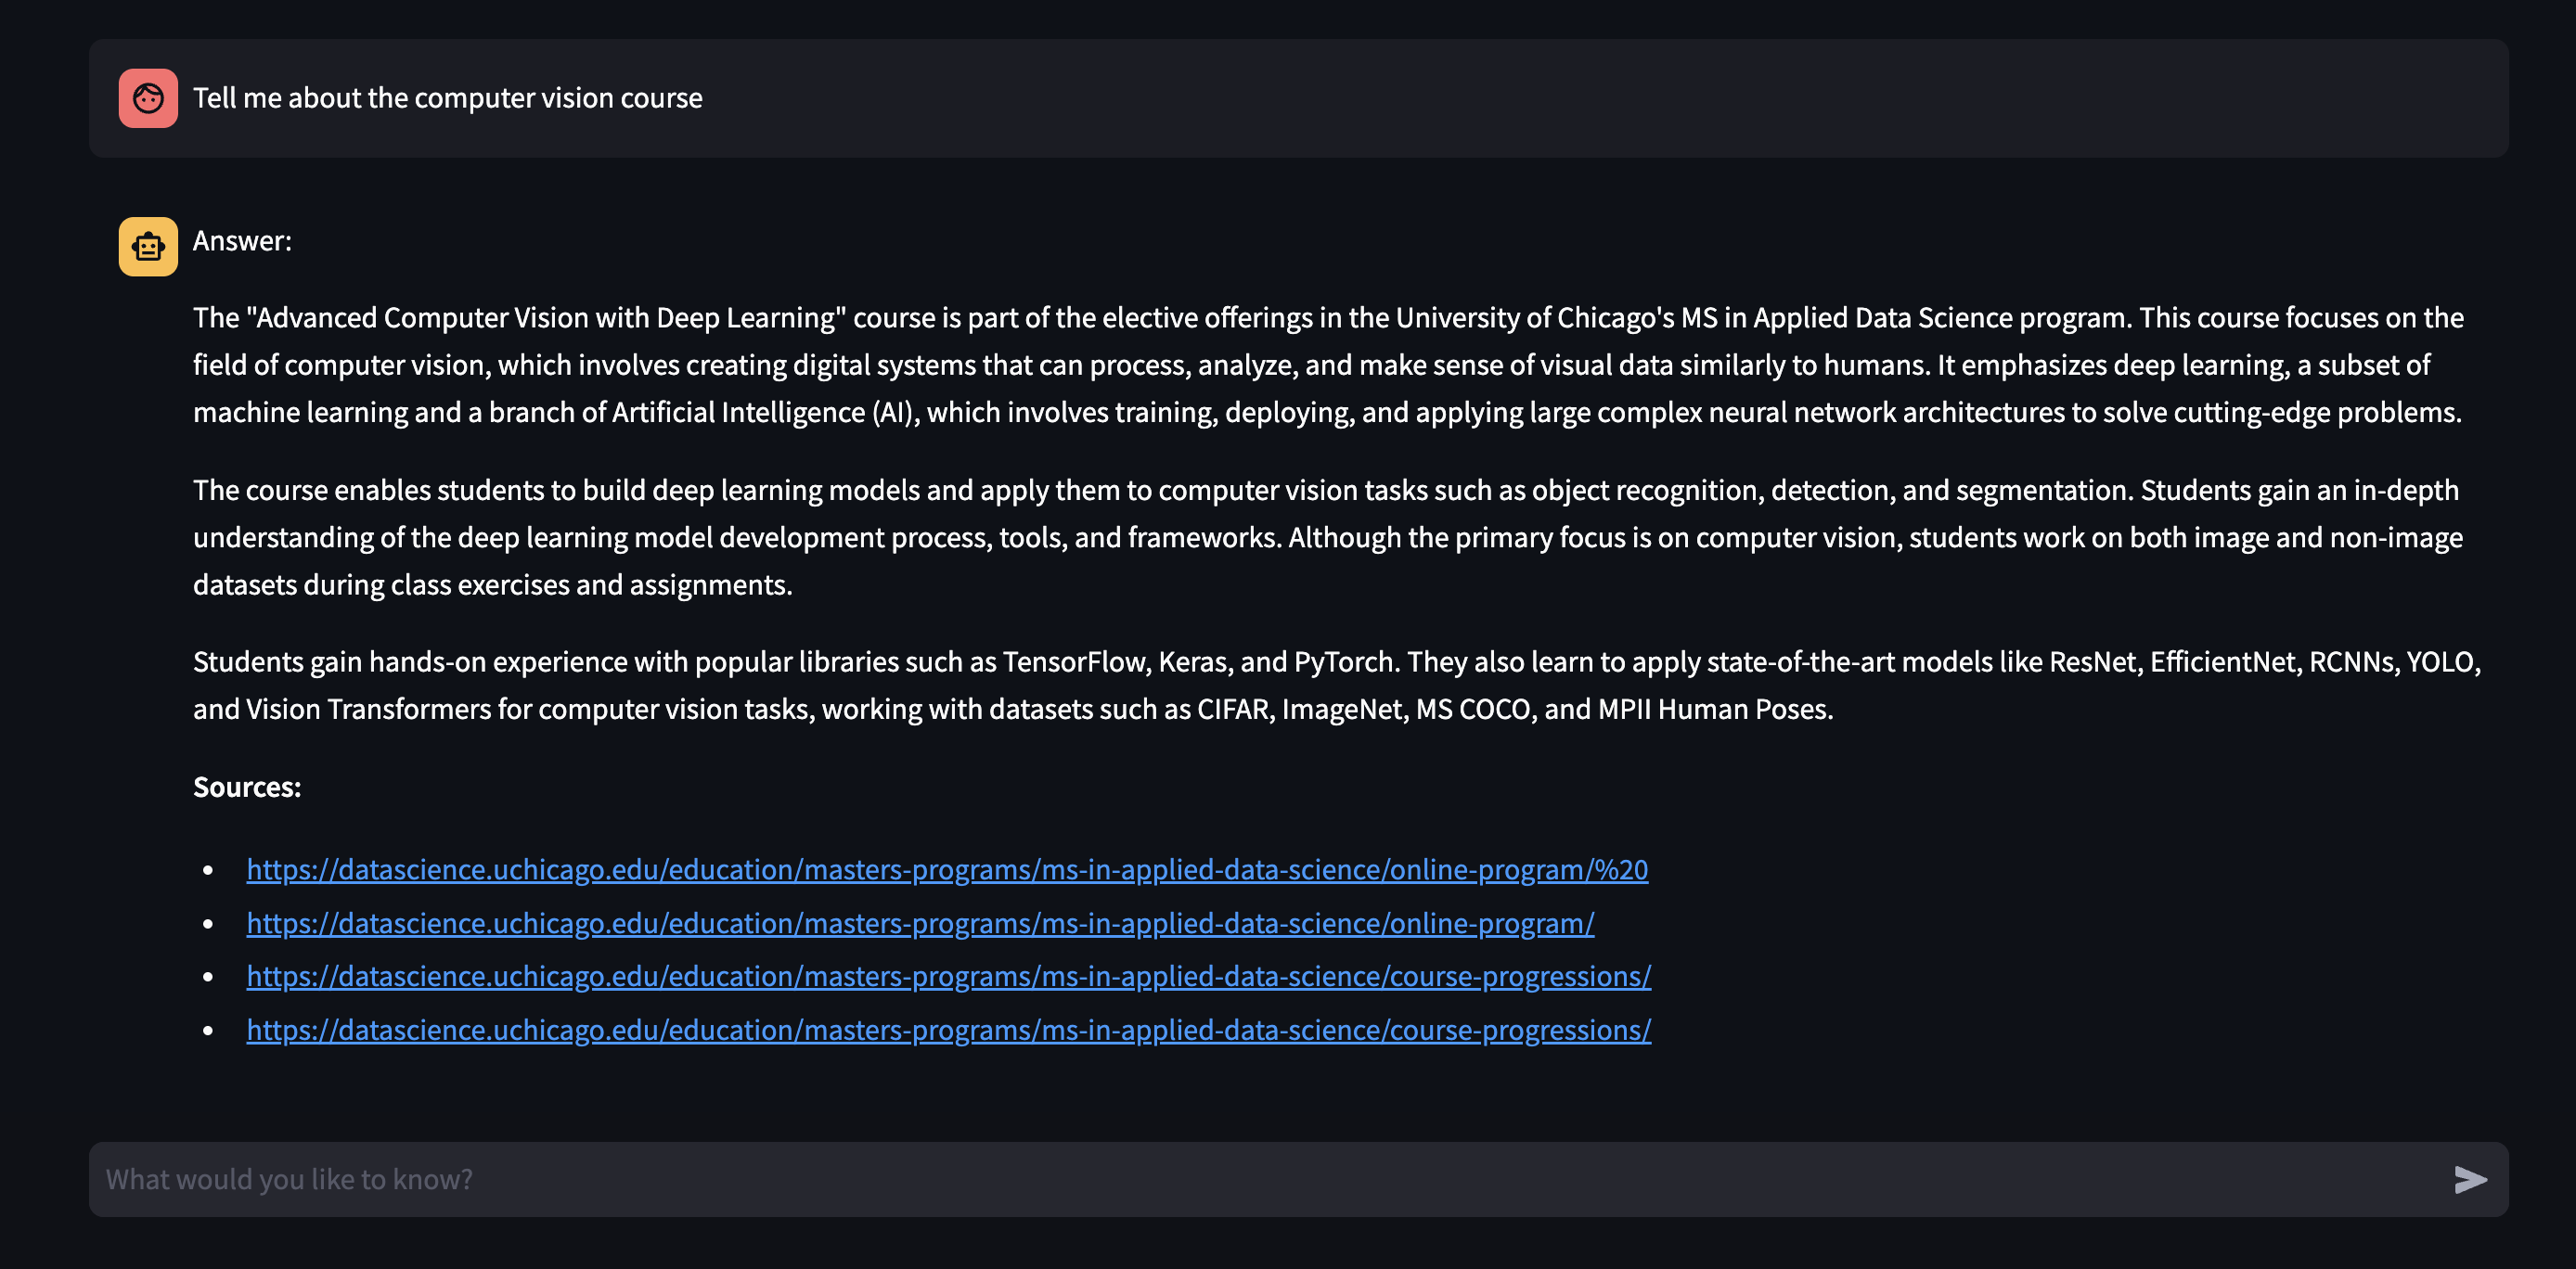 Tell me about the computer vision course
Answer:
The "Advanced Computer Vision with Deep Learning" course is part of the elective offerings in the University of Chicago's MS in Applied Data Science program. This course focuses on the
field of computer vision, which involves creating digital systems that can process, analyze, and make sense of visual data similarly to humans. It emphasizes deep learning, a subset of
machine learning and a branch of Artificial Intelligence (AI), which involves training, deploying, and applying large complex neural network architectures to solve cutting-edge problems.
The course enables students to build deep learning models and apply them to computer vision tasks such as object recognition, detection, and segmentation. Students gain an in-depth
understanding of the deep learning model development process, tools, and frameworks. Although the primary focus is on computer vision, students work on both image and non-image
datasets during class exercises and assignments.
Students gain hands-on experience with popular libraries such as TensorFlow, Keras, and PyTorch. They also learn to apply state-of-the-art models like ResNet, EfficientNet, RCNNs, YOLO,
and Vision Transformers for computer vision tasks, working with datasets such as CIFAR, ImageNet, MS COCO, and MPII Human Poses.
Sources:
• https://datascience.uchicago.edu/education/masters-programs/ms-in-applied-data-science/online-program/%20
• https://datascience.uchicago.edu/education/masters-programs/ms-in-applied-data-science/online-program/
• https://datascience.uchicago.edu/education/masters-programs/ms-in-applied-data-science/course-progressions/
• https://datascience.uchicago.edu/education/masters-programs/ms-in-applied-data-science/course-progressions/
What would you like to know?